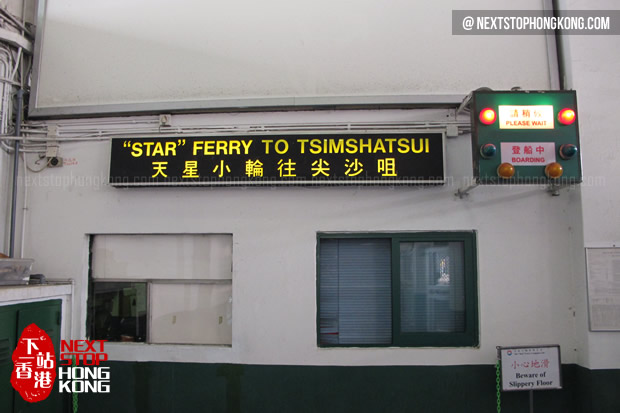 @ NEXTSTOPHONGKONG.COM
請稍候
PLEASE WAIT
"STAR" FERRY TO TSIMSHATSUI
天星小輪往尖沙咀
登船中
BOARDING
小心地滑
Beware of
Slippery Floor
下一站
香港
NEXT
STOP
HONG
KONG